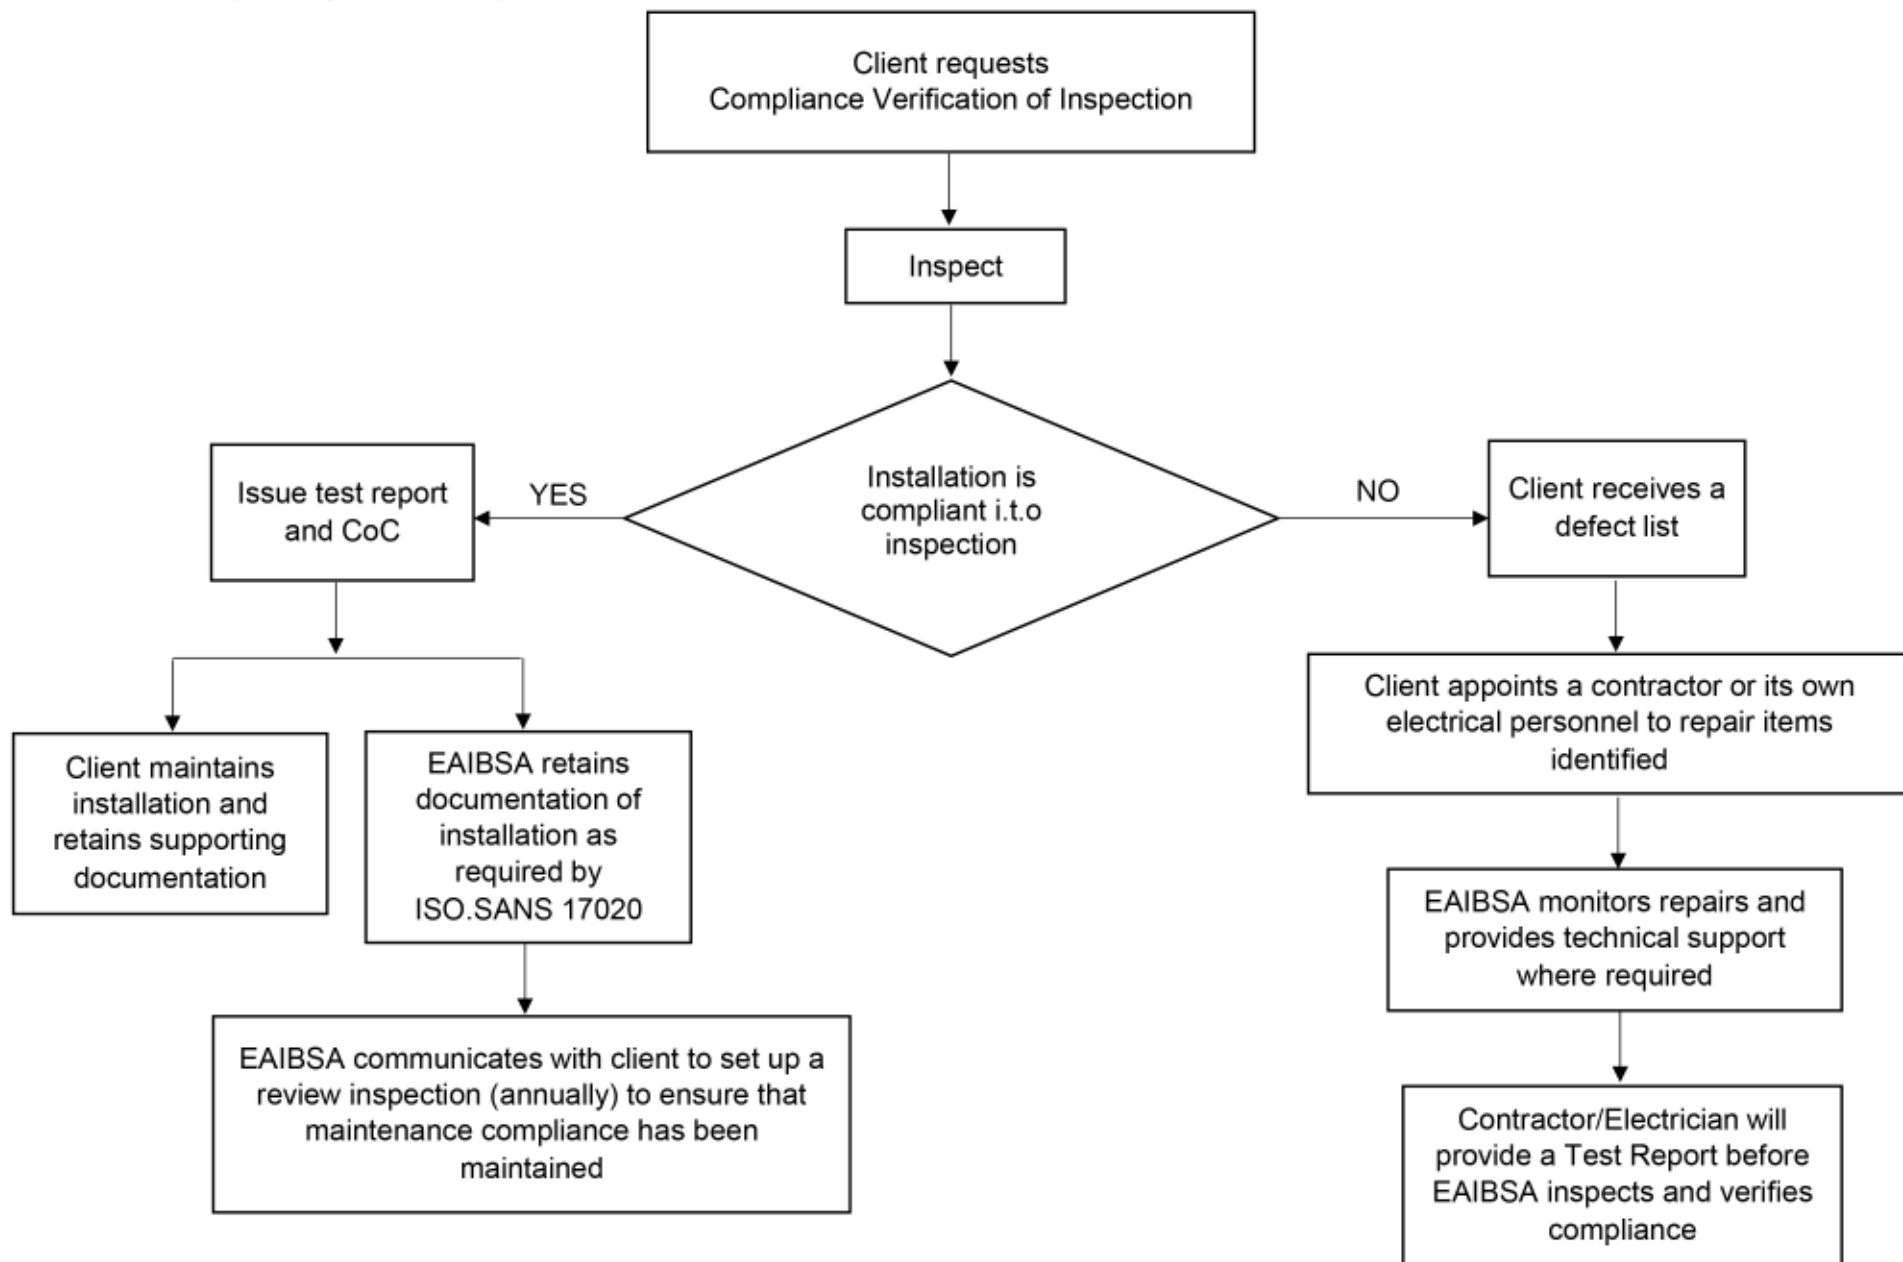 Client requests
Compliance Verification of Inspection
Inspect
Installation is
compliant i.t.o
inspection
YES
NO
Issue test report
and CoC
Client receives a
defect list
Client maintains
installation and
retains supporting
documentation
EAIBSA retains
documentation of
installation as
required by
ISO.SANS 17020
EAIBSA communicates with client to set up a
review inspection (annually) to ensure that
maintenance compliance has been
maintained
Client appoints a contractor or its own
electrical personnel to repair items
identified
EAIBSA monitors repairs and
provides technical support
where required
Contractor/Electrician will
provide a Test Report before
EAIBSA inspects and verifies
compliance